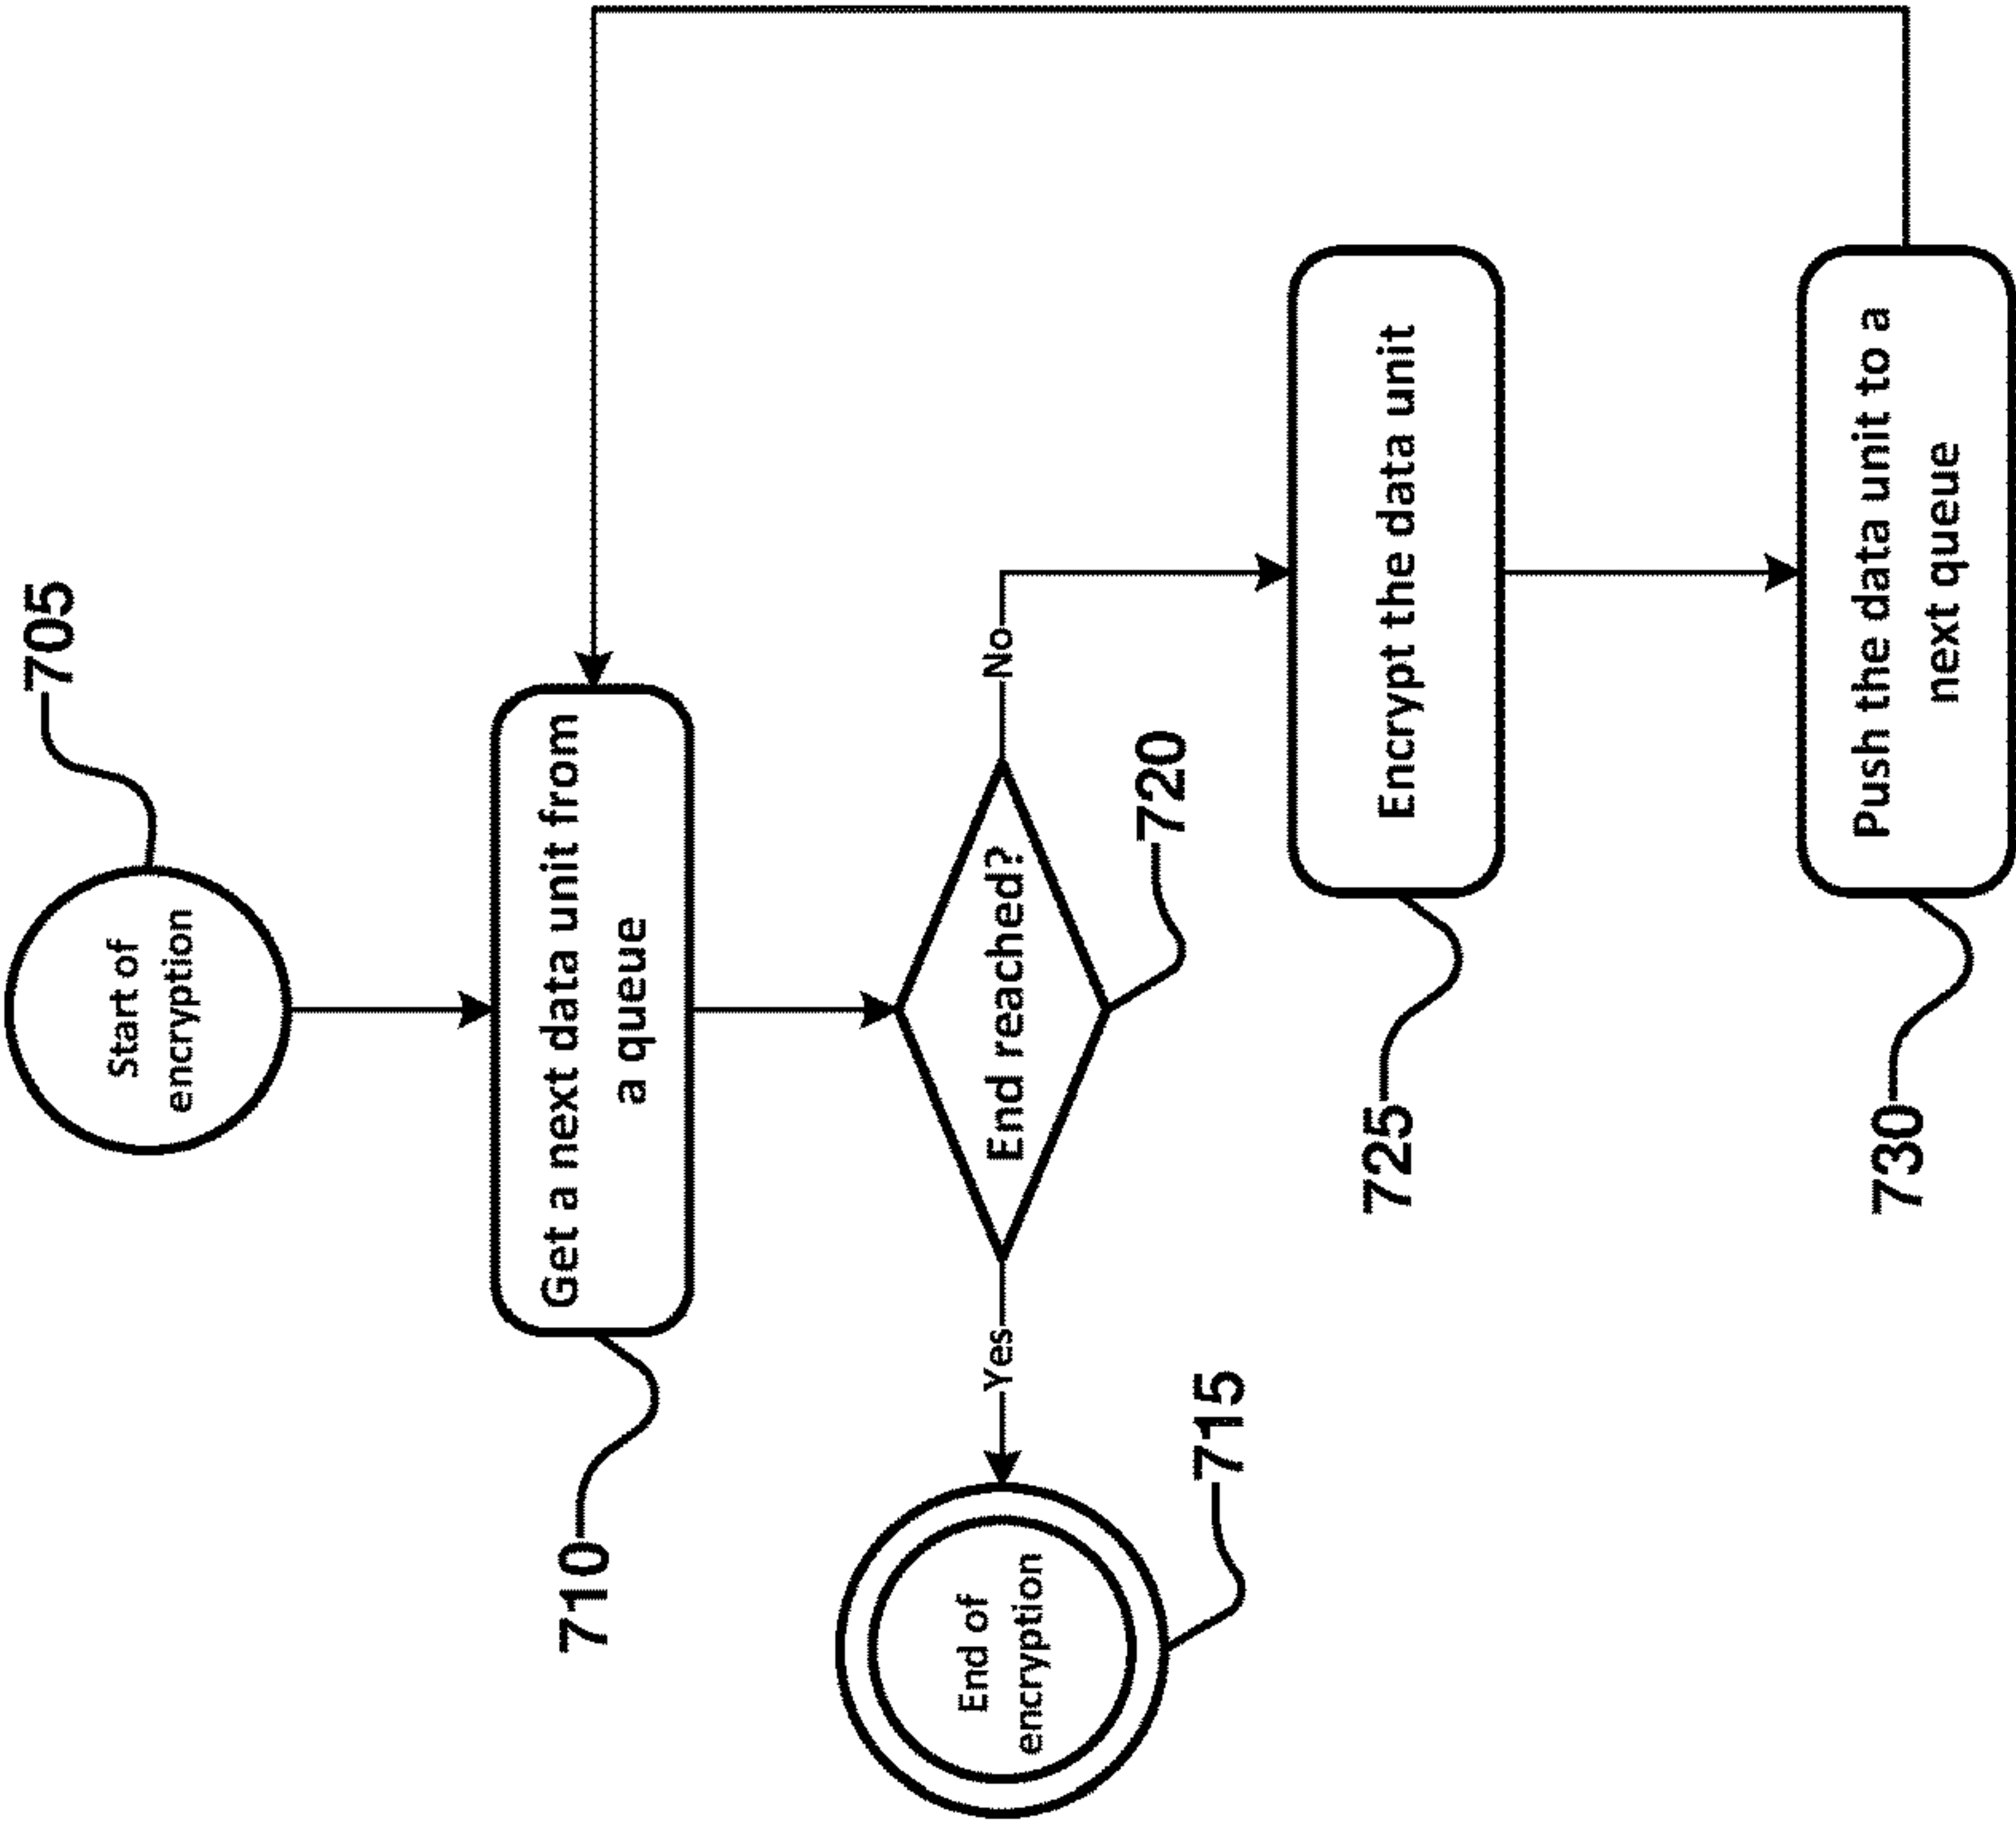 705
Start of
encryption
710
Get a next data unit from
a queue
End reached?
720
Yes
No
715
End of
encryption
725
Encrypt the data unit
730
Push the data unit to a
next queue